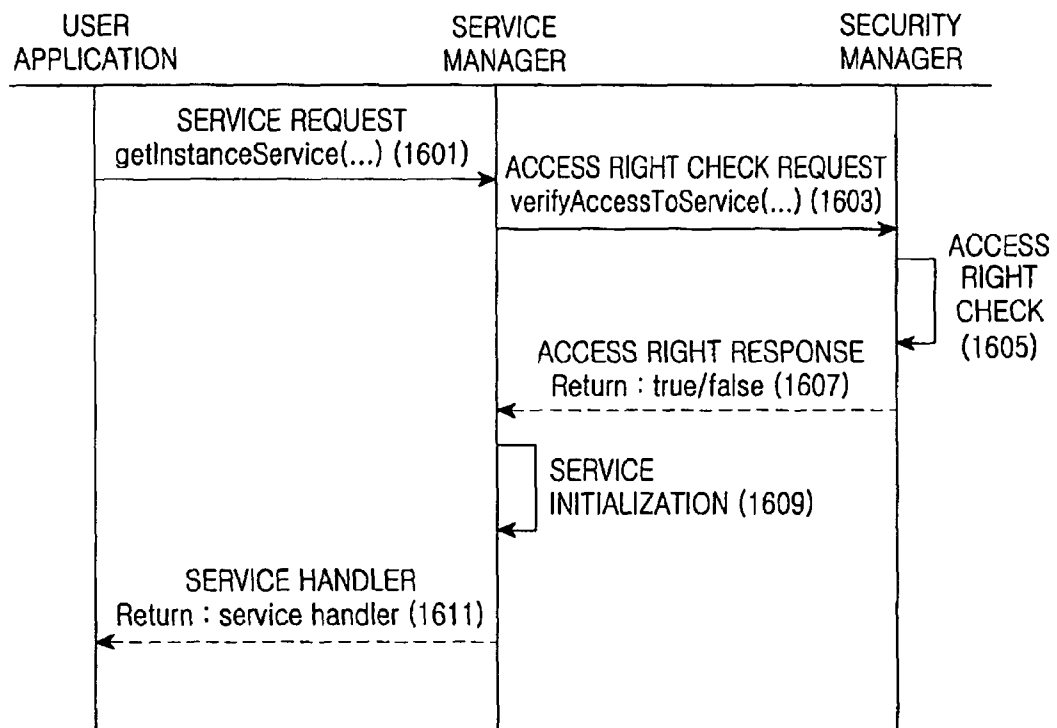 USER
APPLICATION
SERVICE
MANAGER
SECURITY
MANAGER
SERVICE REQUEST
getInstanceService(...) (1601)
ACCESS RIGHT CHECK REQUEST
verifyAccessToService(...) (1603)
ACCESS
RIGHT
CHECK
(1605)
ACCESS RIGHT RESPONSE
Return : true/false (1607)
SERVICE
INITIALIZATION (1609)
SERVICE HANDLER
Return : service handler (1611)